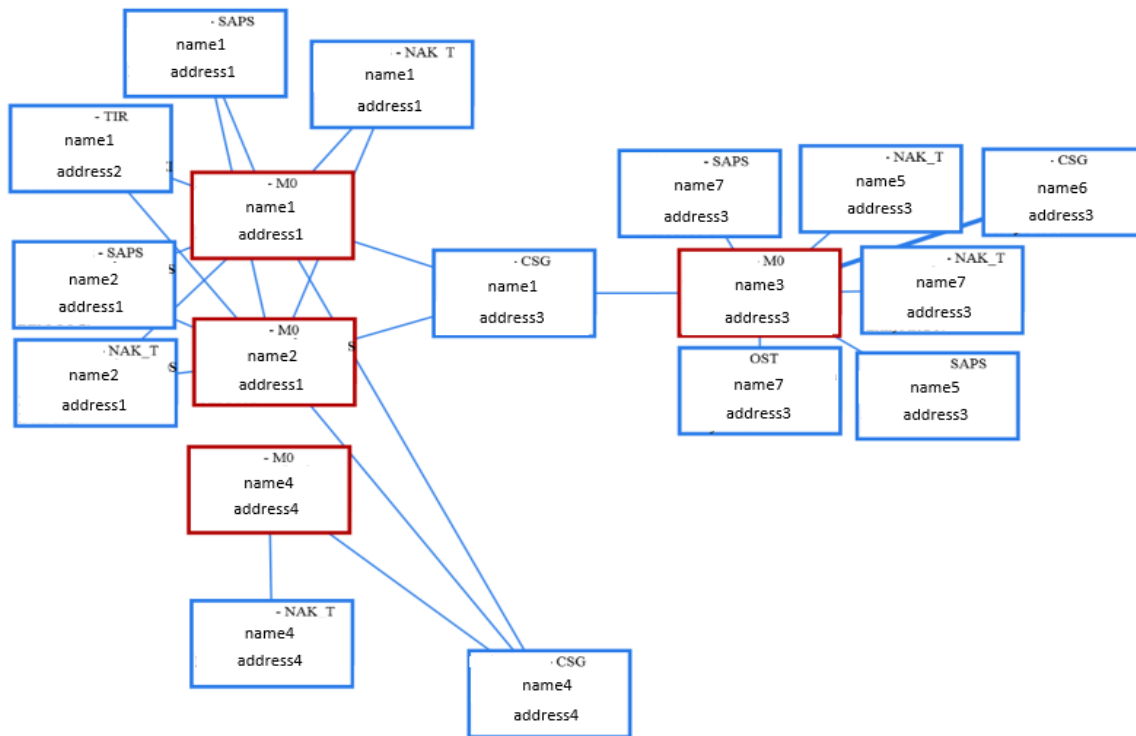 - SAPS
name1
address1
- NAK_T
name1
address1
- TIR
name1
address2
- M0
name1
address1
- SAPS
name2
address1
- M0
name2
address1
NAK_T
name2
address1
- M0
name4
address4
- NAK_T
name4
address4
- CSG
name1
address3
- CSG
name4
address4
- SAPS
name7
address3
- NAK_T
name5
address3
- CSG
name6
address3
M0
name3
address3
- NAK_T
name7
address3
OST
name7
address3
SAPS
name5
address3